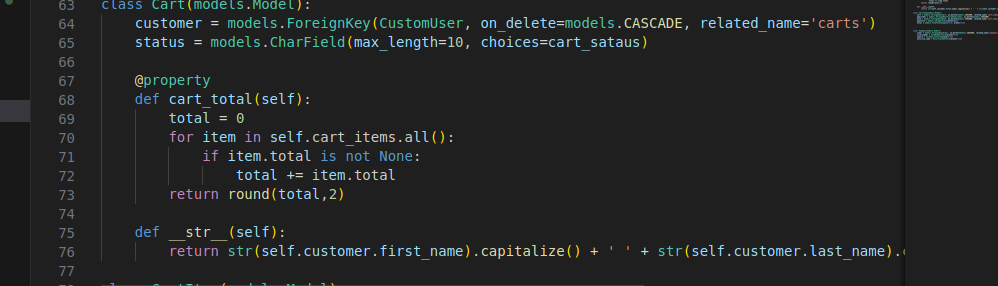 63 class Cart(models.Model):
64 customer = models.ForeignKey(CustomUser, on_delete=models.CASCADE, related_name='carts')
65 status = models.CharField(max_length=10, choices=cart_sataus)
66
67 @property
68 def cart_total(self):
69 total = 0
70 for item in self.cart_items.all():
71 if item.total is not None:
72 total += item.total
73 return round(total,2)
74
75 def __str__(self):
76 return str(self.customer.first_name).capitalize() + ' ' + str(self.customer.last_name).
77